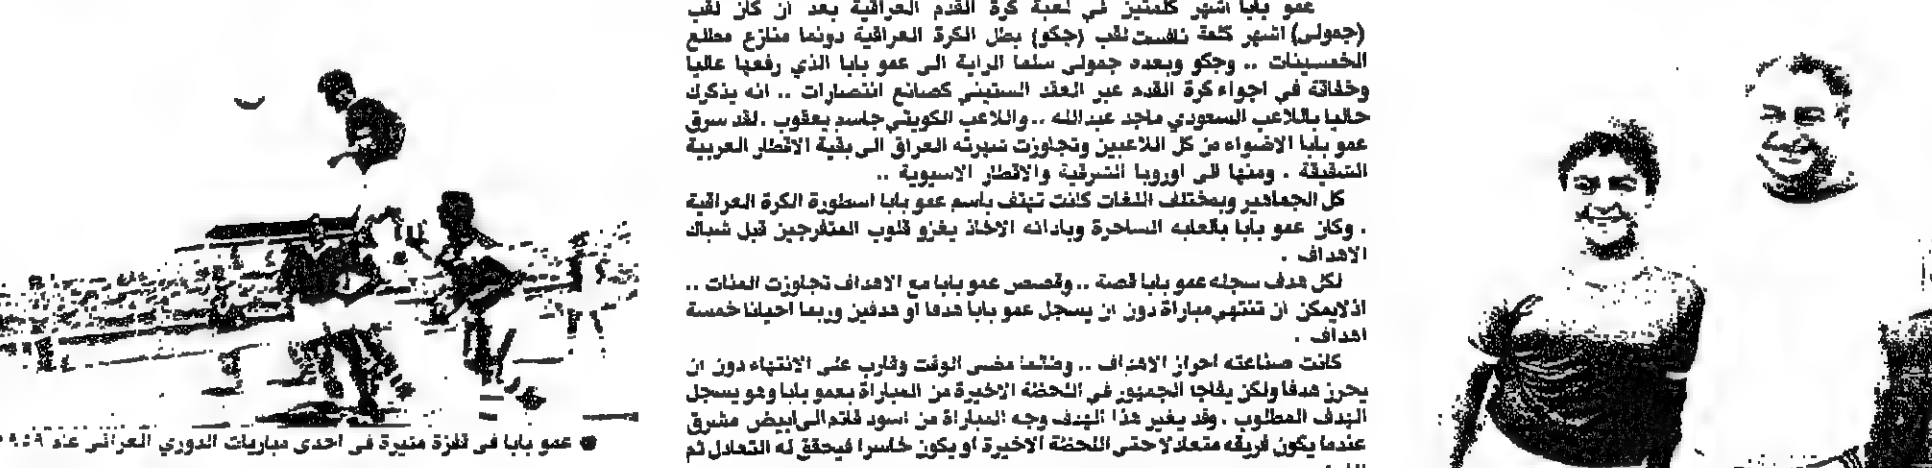 عمو بابا اشهر كلمتين في لعبة كرة القدم العراقية بعد ان كان لقب
(جمولي) اشهر كلمة نافست لقب (جكو) بطل الكرة العراقية دونما منازع مطلع
الخمسينات .. وجكو وبعده جمولي سلما الراية الى عمو بابا الذي رفعها عاليا
وخفاقة في اجواء كرة القدم عبر العقد الستيني كصانع انتصارات .. انه يذكرك
حاليا باللاعب السعودي ماجد عبدالله .. واللاعب الكويتي جاسم يعقوب . لقد سرق
عمو بابا الاضواء من كل اللاعبين وتجاوزت شهرته العراق الى بقية الاقطار العربية
الشقيقة . ومنها الى اوروبا الشرقية والاقطار الاسيوية ..
كل الجماهير وبمختلف اللغات كانت تهتف باسم عمو بابا اسطورة الكرة العراقية
. وكان عمو بابا بالعابه الساحرة وبادائه الاخاذ يغزو قلوب المتفرجين قبل شباك
الاهداف .
لكل هدف سجله عمو بابا قصة .. وقصص عمو بابا مع الاهداف تجاوزت المئات ..
اذ لايمكن ان تنتهي مباراة دون ان يسجل عمو بابا هدفا او هدفين وربما احيانا خمسة
اهداف .
كانت صناعته احراز الاهداف .. ومثلما مضى الوقت وقارب على الانتهاء دون ان
يحرز هدفا ولكن يفاجا الجمهور في اللحظة الاخيرة من المباراة بعمو بابا وهو يسجل
الهدف المطلوب . وقد يغير هذا الهدف وجه المباراة من اسود قاتم الى ابيض مشرق
عندما يكون فريقه متعادلا حتى اللحظة الاخيرة او يكون خاسرا فيحقق له التعادل ثم
● عمو بابا في قفزة مثيرة في احدى مباريات الدوري العراقي عام ١٩٥٩